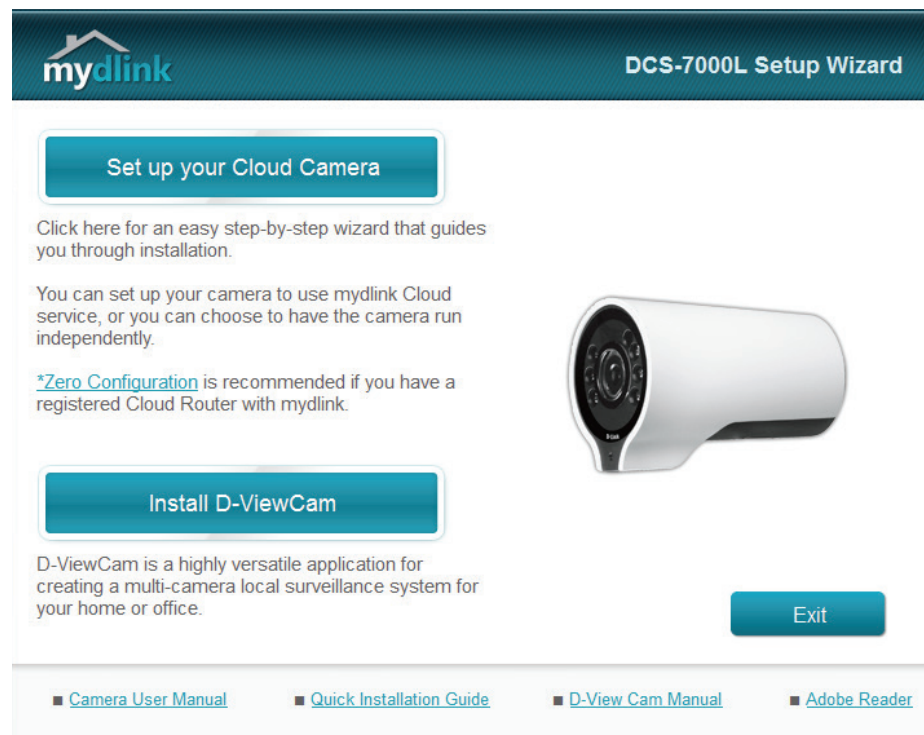 mydlink
DCS-7000L Setup Wizard
Set up your Cloud Camera
Click here for an easy step-by-step wizard that guides
you through installation.
You can set up your camera to use mydlink Cloud
service, or you can choose to have the camera run
independently.
*Zero Configuration is recommended if you have a
registered Cloud Router with mydlink.
D-Link
Install D-ViewCam
D-ViewCam is a highly versatile application for
creating a multi-camera local surveillance system for
your home or office.
Exit
Camera User Manual
Quick Installation Guide
D-View Cam Manual
Adobe Reader